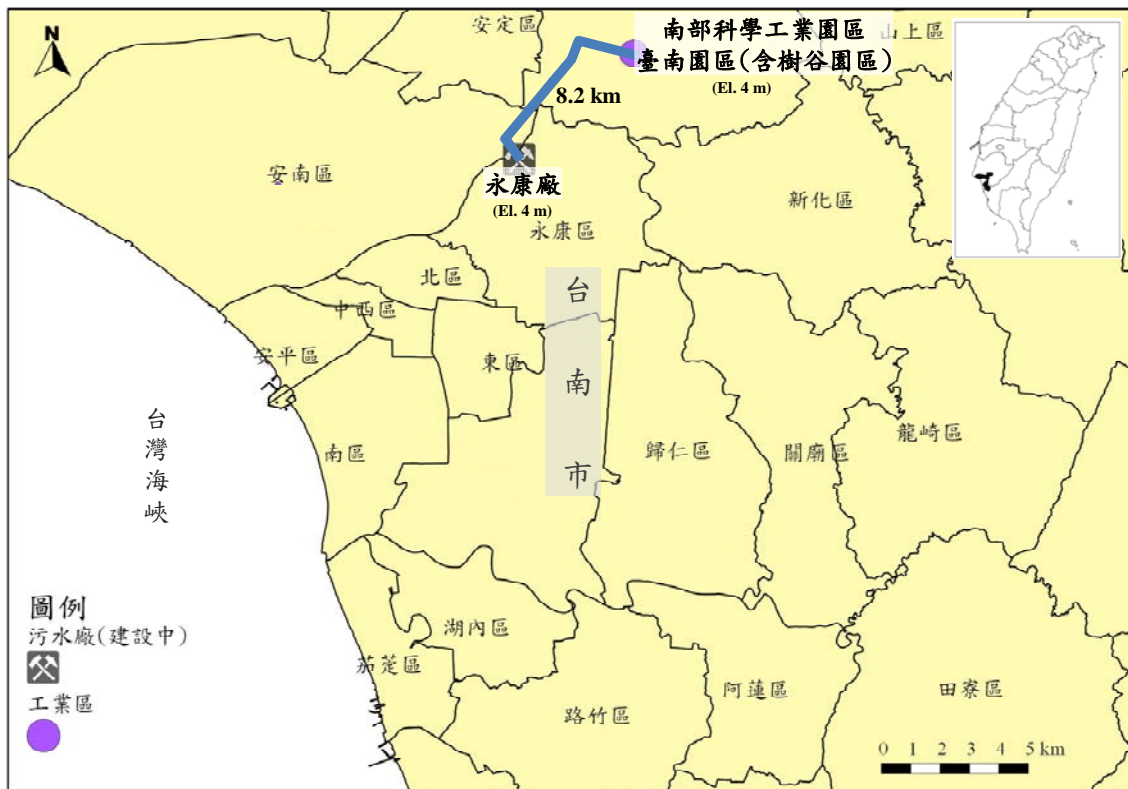 N
安定區
南部科學工業園區
山上區
臺南園區(含樹谷園區)
(El. 4 m)
8.2 km
安南區
永康廠
(El. 4 m)
新化區
永康區
北區
台南市
中西區
安平區
東區
台灣海峽
南區
歸仁區
關廟區
龍崎區
圖例
污水廠(建設中)
工業區
湖內區
茄萣區
路竹區
阿蓮區
田寮區
0 1 2 3 4 5 km